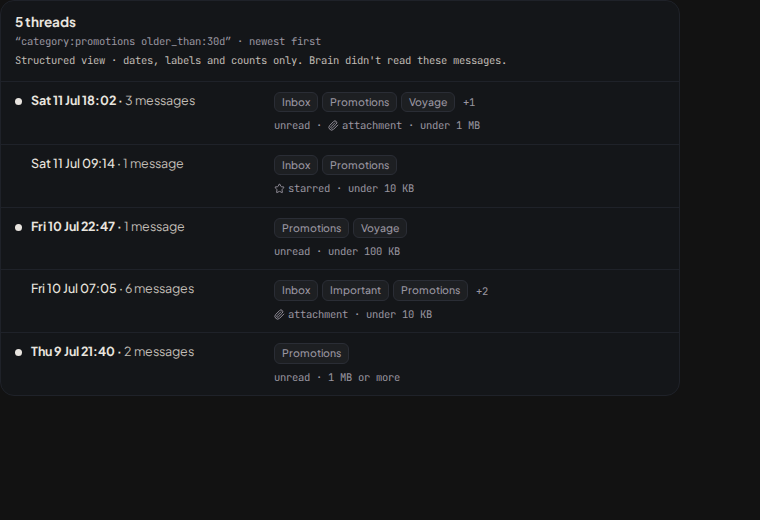 5 threads
“category:promotions older_than:30d” · newest first
Structured view · dates, labels and counts only. Brain didn't read these messages.
Sat 11 Jul 18:02 · 3 messages
Inbox Promotions Voyage +1
unread · attachment · under 1 MB
Sat 11 Jul 09:14 · 1 message
Inbox Promotions
starred · under 10 KB
Fri 10 Jul 22:47 · 1 message
Promotions Voyage
unread · under 100 KB
Fri 10 Jul 07:05 · 6 messages
Inbox Important Promotions +2
attachment · under 10 KB
Thu 9 Jul 21:40 · 2 messages
Promotions
unread · 1 MB or more